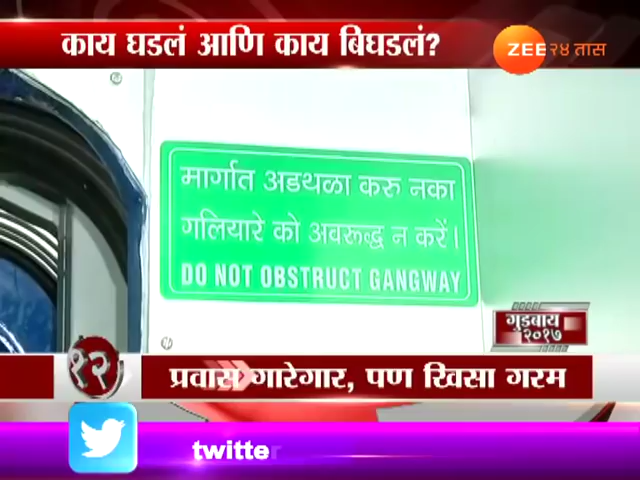 काय घडलं आणि काय बिघडलं?
ZEE २४ तास
मार्गात अडथळा करु नका
गलियारे को अवरूद्ध न करें।
DO NOT OBSTRUCT GANGWAY
गुडबाय
२०१७
१२
प्रवास गारेगार, पण खिसा गरम
twitter